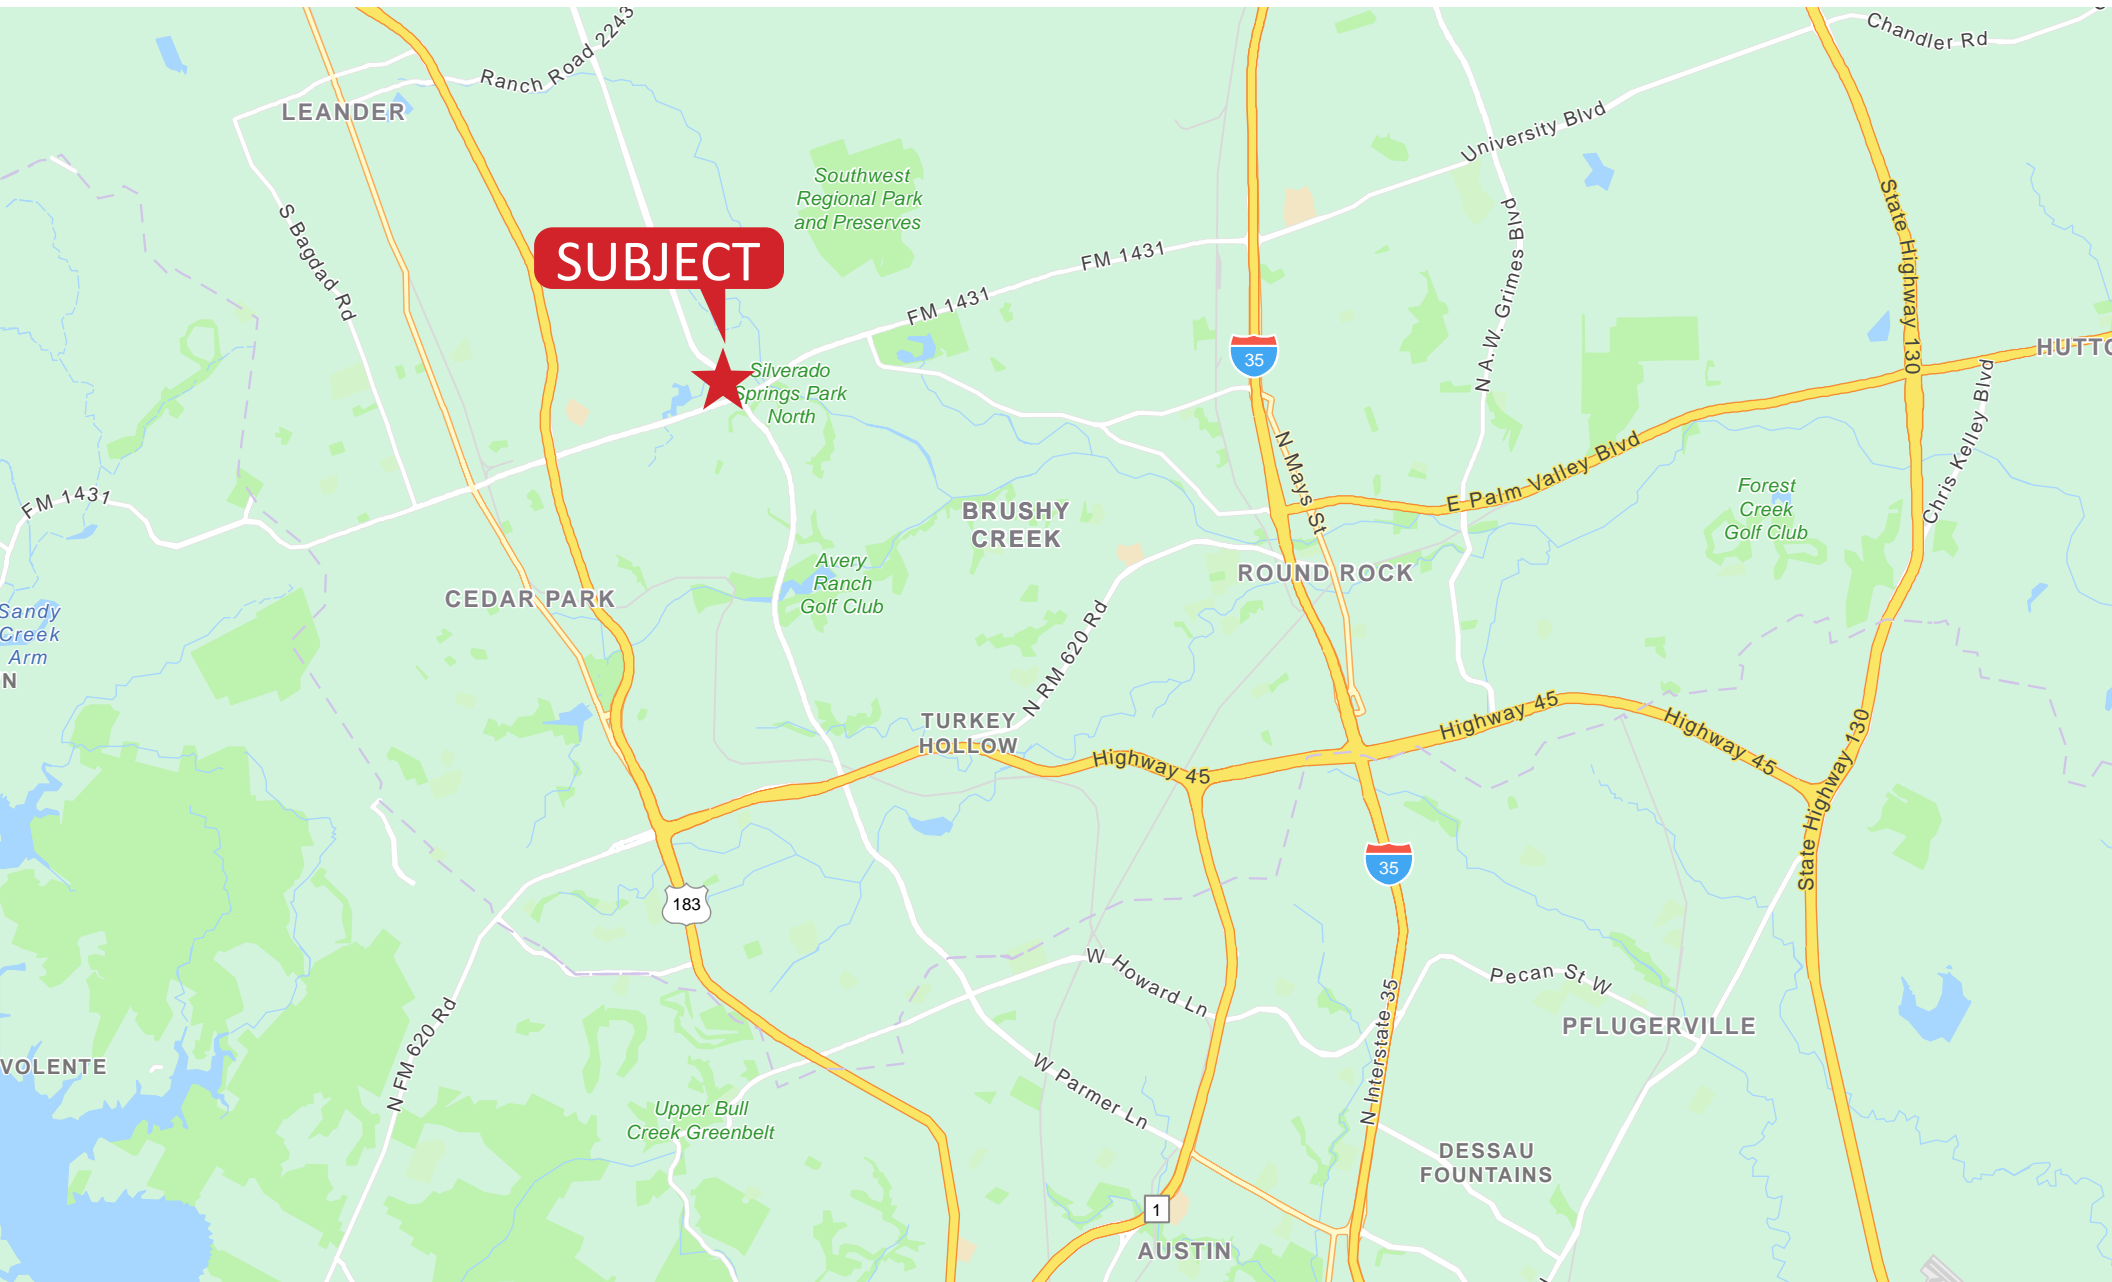 Chandler Rd
Ranch Road 2243
LEANDER
University Blvd
Southwest
Regional Park
and Preserves
State Highway 130
S Bagdad Rd
SUBJECT
FM 1431
FM 1431
N A.W. Grimes Blvd
35
HUTTO
Silverado
Springs Park
North
Chris Kelley Blvd
N Mays St
E Palm Valley Blvd
FM 1431
Forest
Creek
Golf Club
BRUSHY
CREEK
Avery
Ranch
Golf Club
ROUND ROCK
CEDAR PARK
Sandy
Creek
Arm
N
N RM 620 Rd
TURKEY
HOLLOW
Highway 45
Highway 45
Highway 45
State Highway 130
35
183
W Howard Ln
Pecan St W
N Interstate 35
PFLUGERVILLE
N FM 620 Rd
VOLENTE
W Parmer Ln
Upper Bull
Creek Greenbelt
DESSAU
FOUNTAINS
1
AUSTIN